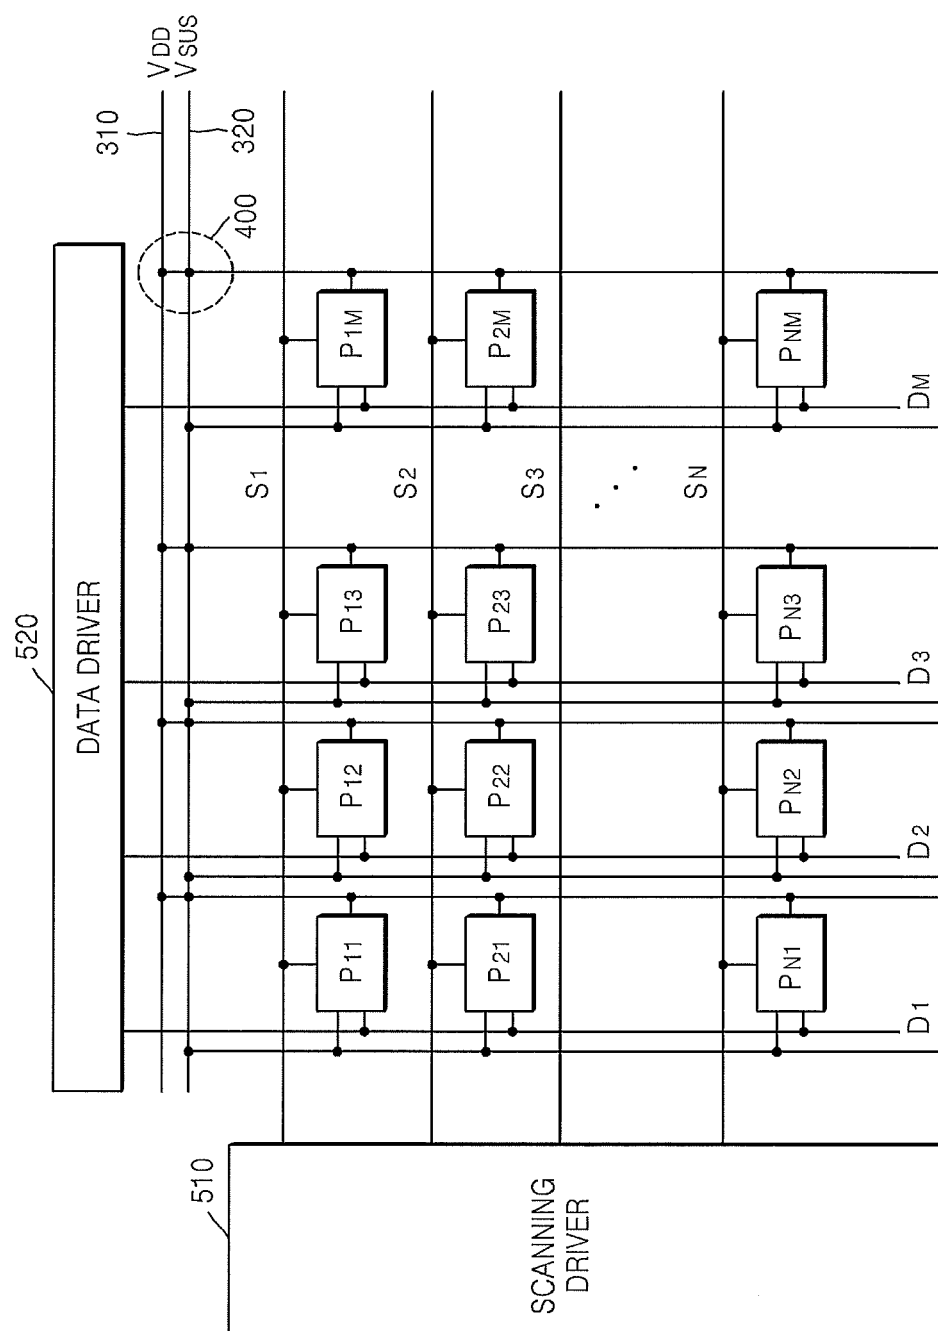 520
DATA DRIVER
310
VDD
VSUS
320
400
510
SCANNING
DRIVER
S1
P11
P12
P13
P1M
S2
P21
P22
P23
P2M
S3
SN
PN1
PN2
PN3
PNM
D1
D2
D3
DM